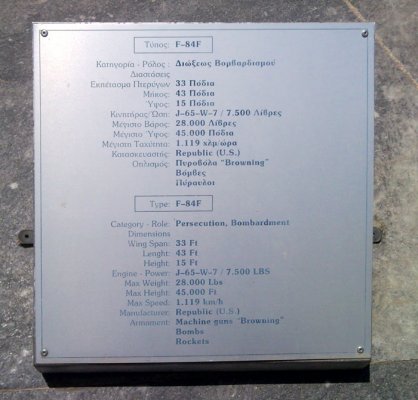 Τύπος: F-84F
Κατηγορία - Ρόλος : Διώξεως Βομβαρδισμού
Διαστάσεις
Εκπέτασμα Πτερύγων 33 Πόδια
Μήκος: 43 Πόδια
Ύψος: 15 Πόδια
Κινητήρας/Ώση: J-65-W-7 / 7.500 Λίβρες
Μέγιστο Βάρος: 28.000 Λίβρες
Μέγιστο Ύψος: 45.000 Πόδια
Μέγιστη Ταχύτητα: 1.119 χλμ/ώρα
Κατασκευαστής: Republic (U.S.)
Οπλισμός: Πυροβόλα "Browning"
Βόμβες
Πύραυλοι
Type: F-84F
Category - Role: Persecution, Bombardment
Dimensions
Wing Span: 33 Ft
Lenght: 43 Ft
Height: 15 Ft
Engine - Power: J-65-W-7 / 7.500 LBS
Max Weight: 28.000 Lbs
Max Height: 45.000 Ft
Max Speed: 1.119 km/h
Manufacturer: Republic (U.S.)
Armament: Machine guns "Browning"
Bombs
Rockets